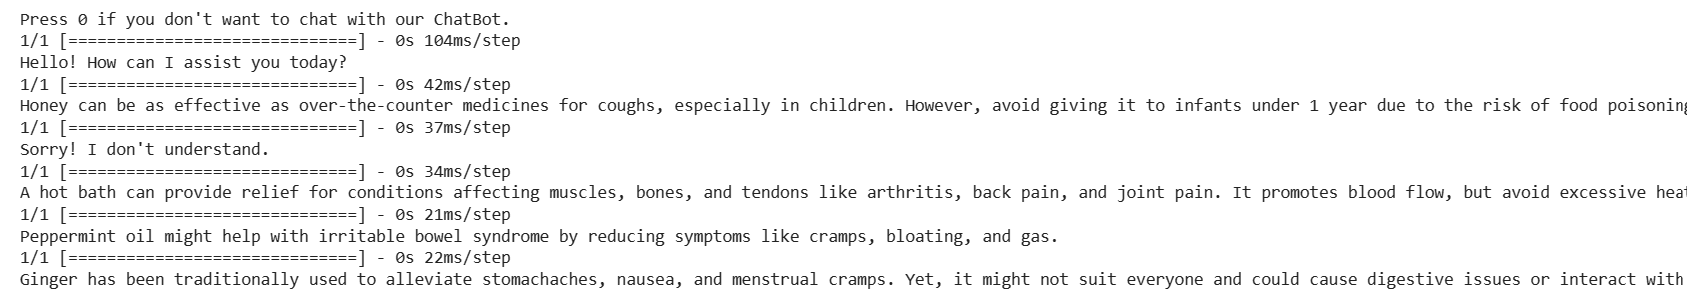 Press 0 if you don't want to chat with our ChatBot.
1/1 [==============================] - 0s 104ms/step
Hello! How can I assist you today?
1/1 [==============================] - 0s 42ms/step
Honey can be as effective as over-the-counter medicines for coughs, especially in children. However, avoid giving it to infants under 1 year due to the risk of food poisoning
1/1 [==============================] - 0s 37ms/step
Sorry! I don't understand.
1/1 [==============================] - 0s 34ms/step
A hot bath can provide relief for conditions affecting muscles, bones, and tendons like arthritis, back pain, and joint pain. It promotes blood flow, but avoid excessive heat
1/1 [==============================] - 0s 21ms/step
Peppermint oil might help with irritable bowel syndrome by reducing symptoms like cramps, bloating, and gas.
1/1 [==============================] - 0s 22ms/step
Ginger has been traditionally used to alleviate stomachaches, nausea, and menstrual cramps. Yet, it might not suit everyone and could cause digestive issues or interact with